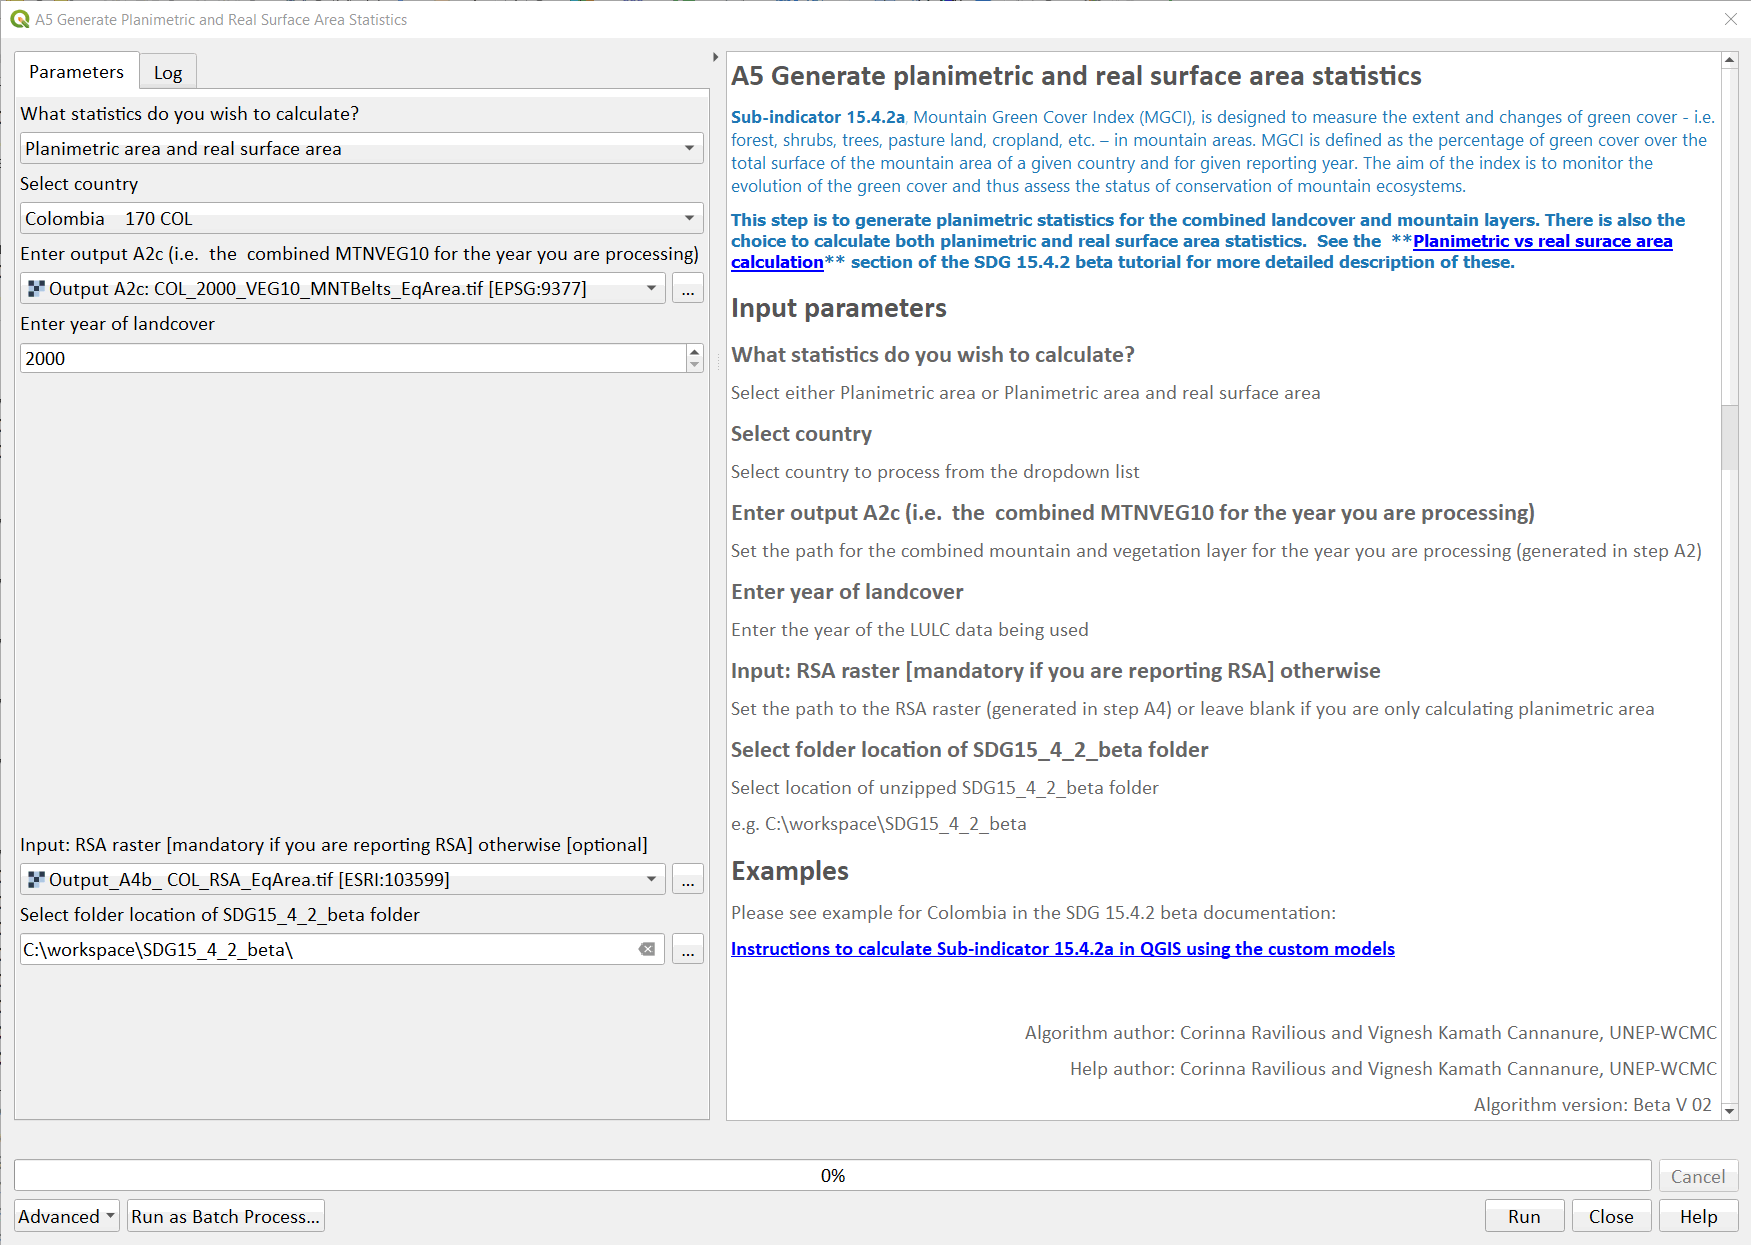 A5 Generate Planimetric and Real Surface Area Statistics
Parameters
Log
What statistics do you wish to calculate?
Planimetric area and real surface area
Select country
Colombia 170 COL
Enter output A2c (i.e. the combined MTNVEG10 for the year you are processing)
Output A2c: COL_2000_VEG10_MNTBelts_EqArea.tif [EPSG:9377]
...
Enter year of landcover
2000
Input: RSA raster [mandatory if you are reporting RSA] otherwise [optional]
Output_A4b_ COL_RSA_EqArea.tif [ESRI:103599]
...
Select folder location of SDG15_4_2_beta folder
C:\workspace\SDG15_4_2_beta\
...
A5 Generate planimetric and real surface area statistics
Sub-indicator 15.4.2a, Mountain Green Cover Index (MGCI), is designed to measure the extent and changes of green cover - i.e.
forest, shrubs, trees, pasture land, cropland, etc. – in mountain areas. MGCI is defined as the percentage of green cover over the
total surface of the mountain area of a given country and for given reporting year. The aim of the index is to monitor the
evolution of the green cover and thus assess the status of conservation of mountain ecosystems.
This step is to generate planimetric statistics for the combined landcover and mountain layers. There is also the
choice to calculate both planimetric and real surface area statistics. See the **Planimetric vs real surace area
calculation** section of the SDG 15.4.2 beta tutorial for more detailed description of these.
Input parameters
What statistics do you wish to calculate?
Select either Planimetric area or Planimetric area and real surface area
Select country
Select country to process from the dropdown list
Enter output A2c (i.e. the combined MTNVEG10 for the year you are processing)
Set the path for the combined mountain and vegetation layer for the year you are processing (generated in step A2)
Enter year of landcover
Enter the year of the LULC data being used
Input: RSA raster [mandatory if you are reporting RSA] otherwise
Set the path to the RSA raster (generated in step A4) or leave blank if you are only calculating planimetric area
Select folder location of SDG15_4_2_beta folder
Select location of unzipped SDG15_4_2_beta folder
e.g. C:\workspace\SDG15_4_2_beta
Examples
Please see example for Colombia in the SDG 15.4.2 beta documentation:
Instructions to calculate Sub-indicator 15.4.2a in QGIS using the custom models
Algorithm author: Corinna Ravilious and Vignesh Kamath Cannanure, UNEP-WCMC
Help author: Corinna Ravilious and Vignesh Kamath Cannanure, UNEP-WCMC
Algorithm version: Beta V 02
0%
Cancel
Advanced
Run as Batch Process...
Run
Close
Help